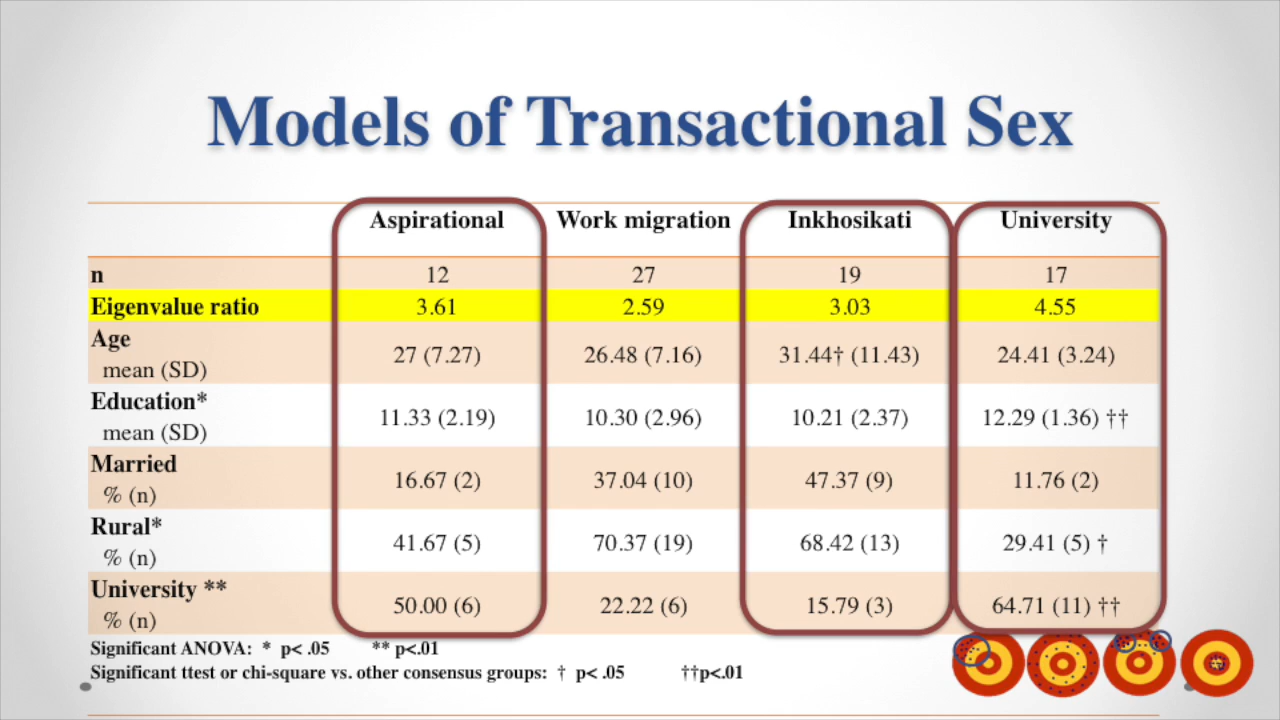 Models of Transactional Sex
Aspirational Work migration Inkhosikati University
n 12 27 19 17
Eigenvalue ratio 3.61 2.59 3.03 4.55
Age
mean (SD) 27 (7.27) 26.48 (7.16) 31.44† (11.43) 24.41 (3.24)
Education*
mean (SD) 11.33 (2.19) 10.30 (2.96) 10.21 (2.37) 12.29 (1.36) ††
Married
% (n) 16.67 (2) 37.04 (10) 47.37 (9) 11.76 (2)
Rural*
% (n) 41.67 (5) 70.37 (19) 68.42 (13) 29.41 (5) †
University **
% (n) 50.00 (6) 22.22 (6) 15.79 (3) 64.71 (11) ††
Significant ANOVA: * p< .05 ** p<.01
Significant ttest or chi-square vs. other consensus groups: † p< .05 ††p<.01